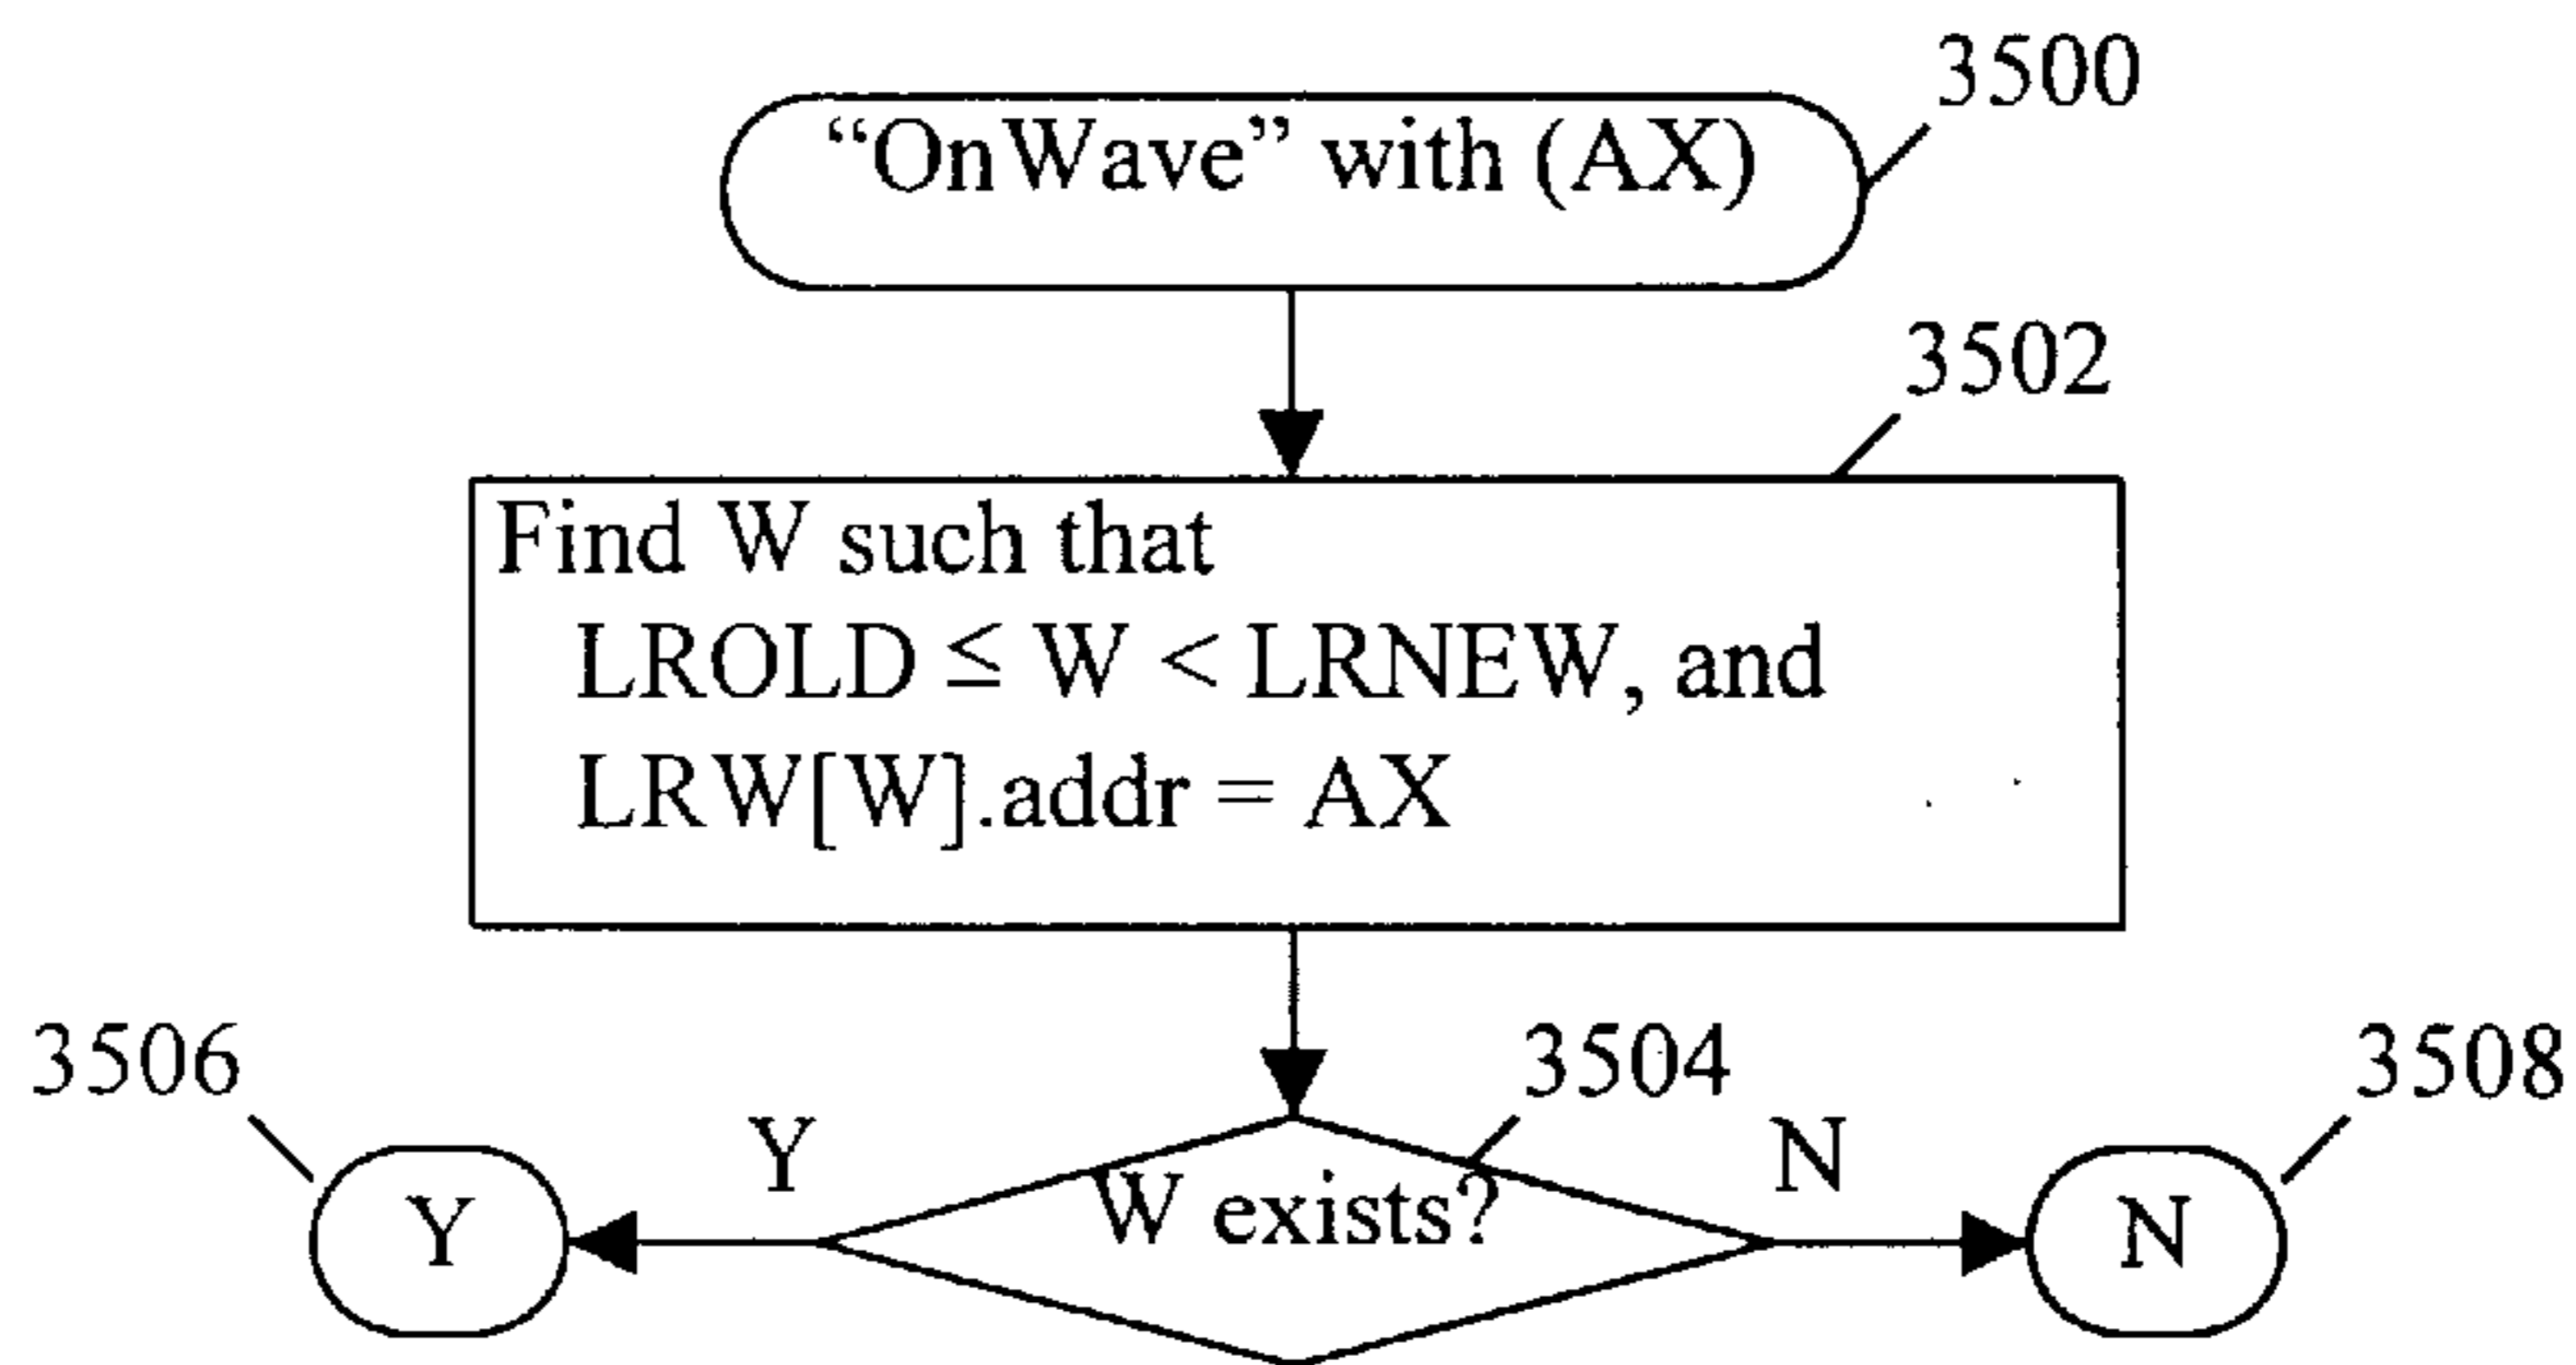 3500
“OnWave” with (AX)
3502
Find W such that
LROLD ≤ W < LRNEW, and
LRW[W].addr = AX
3506
3504
3508
Y
N
Y
W exists?
N